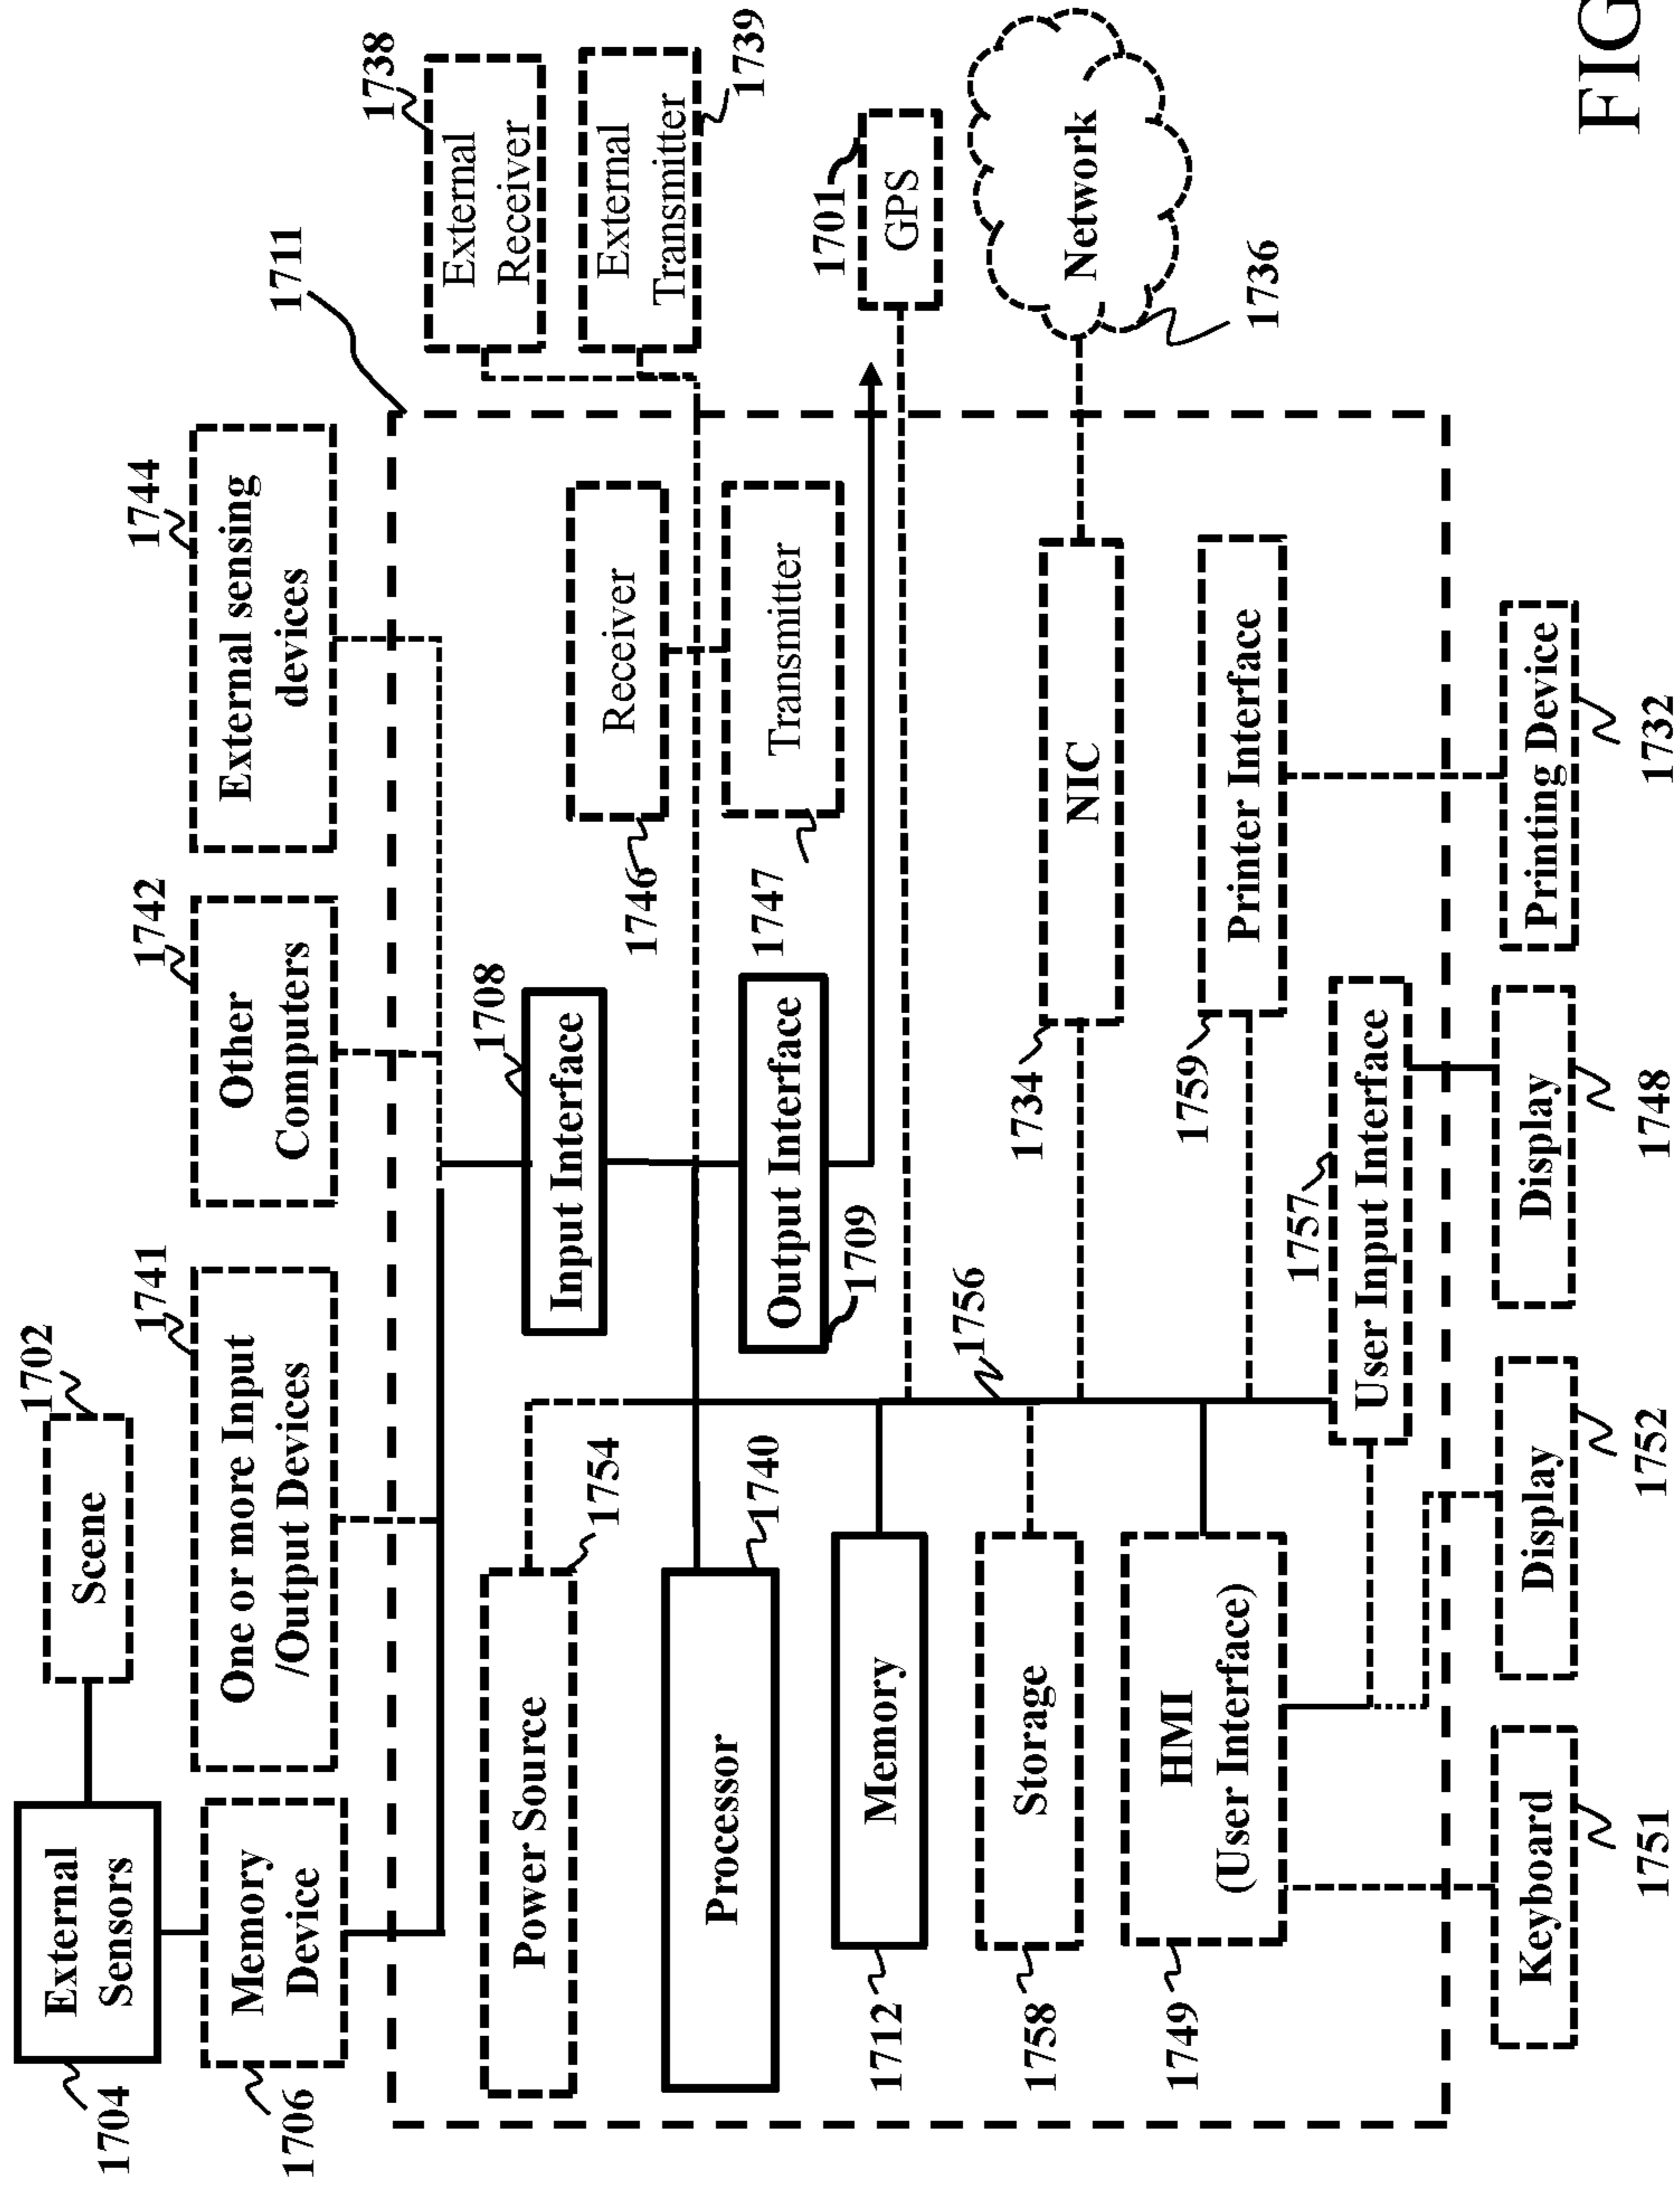 1702
Scene
1704
External
Sensors
1706
Memory
Device
1741
One or more Input
/Output Devices
1742
Other
Computers
1744
External sensing
devices
1711
1738
External
Receiver
External
Transmitter
1739
1701
GPS
Network
1736
1708
Input Interface
Output Interface
1709
Receiver
1746
Transmitter
1747
Power Source
1754
Processor
1740
Memory
1712
1756
Storage
1758
HMI
(User Interface)
1749
NIC
1734
Printer Interface
1759
1757
User Input Interface
Keyboard
1751
Display
1752
Display
1748
Printing Device
1732
FIG